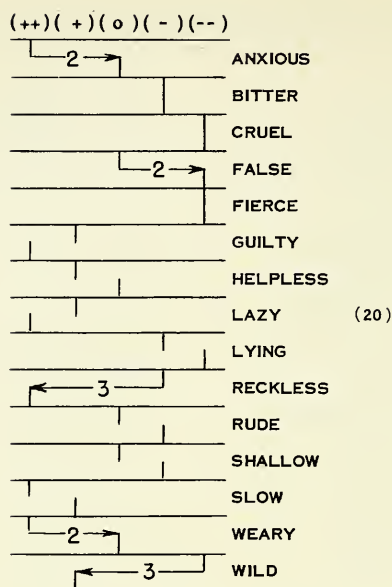 (++)(+)(o)(-)(--)
2 ANXIOUS
BITTER
CRUEL
2 FALSE
FIERCE
GUILTY
HELPLESS
LAZY (20)
LYING
3 RECKLESS
RUDE
SHALLOW
SLOW
2 WEARY
3 WILD